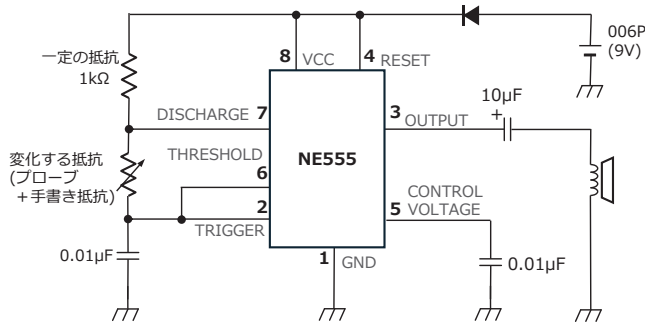 一定の抵抗
1kΩ
変化する抵抗
(プローブ
+手書き抵抗)
0.01μF
8 VCC
4 RESET
DISCHARGE 7
THRESHOLD
6
2
TRIGGER
NE555
3 OUTPUT
CONTROL
5 VOLTAGE
1 GND
10μF
+
0.01μF
006P
(9V)